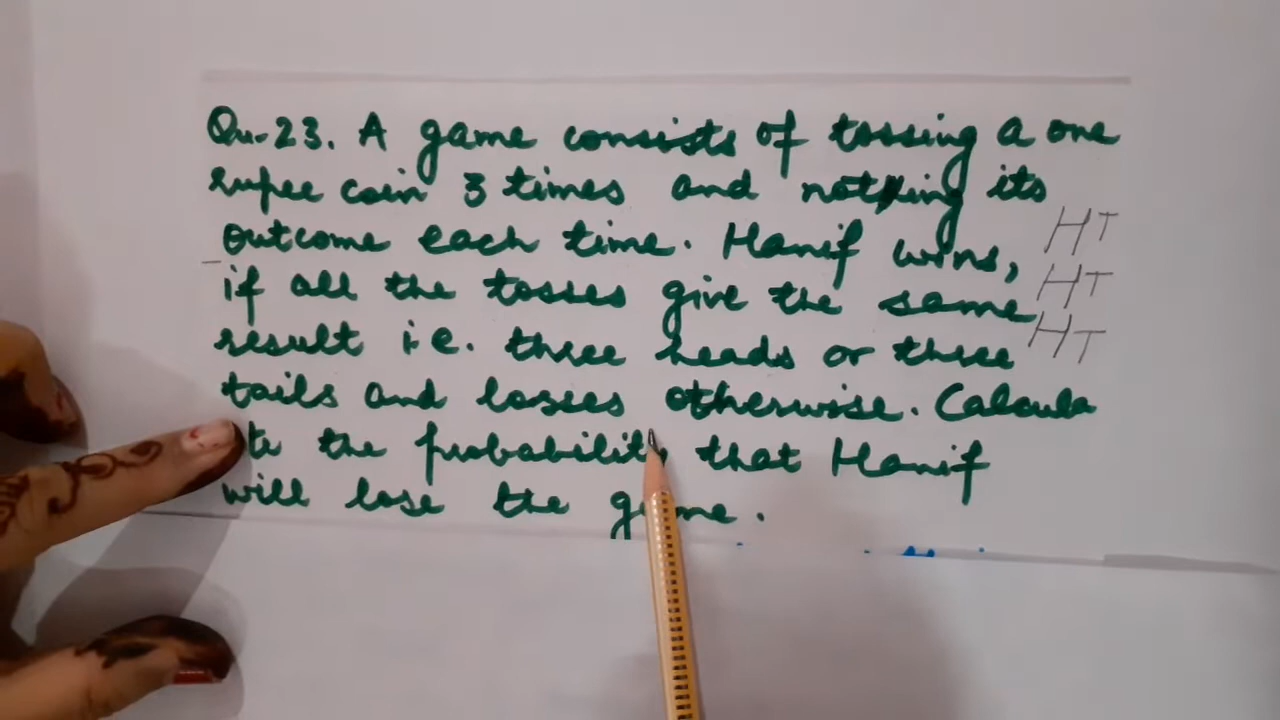 Qu-23. A game consists of tossing a one
rupee coin 3 times and noting its
outcome each time. Hanif wins,
if all the tosses give the same
result i.e. three heads or three
tails and losses otherwise. Calcula
te the probability that Hanif
will lose the game.
HT
HT
HT